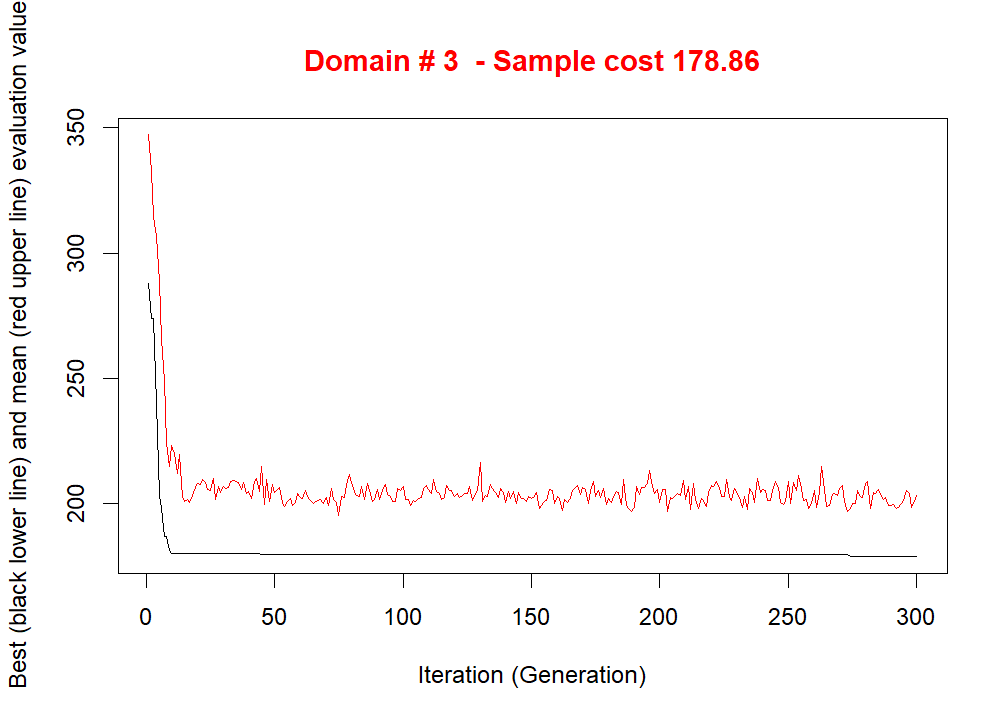 Domain # 3  - Sample cost 178.86
Best (black lower line) and mean (red upper line) evaluation value
350
300
250
200
0 50 100 150 200 250 300
Iteration (Generation)